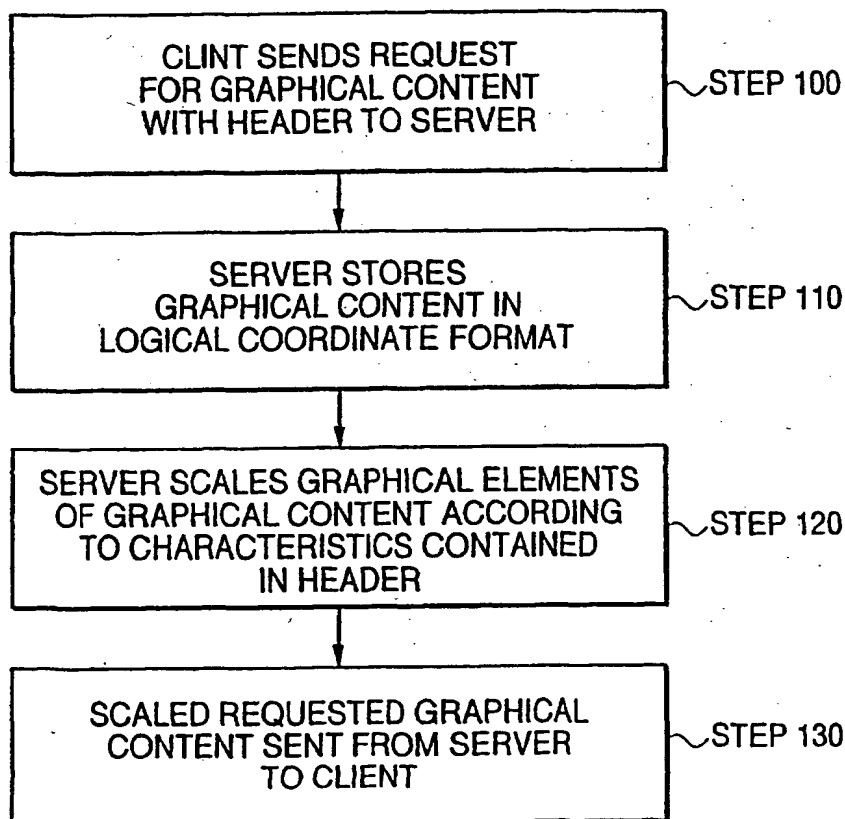 CLINT SENDS REQUEST
FOR GRAPHICAL CONTENT
WITH HEADER TO SERVER
STEP 100
SERVER STORES
GRAPHICAL CONTENT IN
LOGICAL COORDINATE FORMAT
STEP 110
SERVER SCALES GRAPHICAL ELEMENTS
OF GRAPHICAL CONTENT ACCORDING
TO CHARACTERISTICS CONTAINED
IN HEADER
STEP 120
SCALED REQUESTED GRAPHICAL
CONTENT SENT FROM SERVER
TO CLIENT
STEP 130